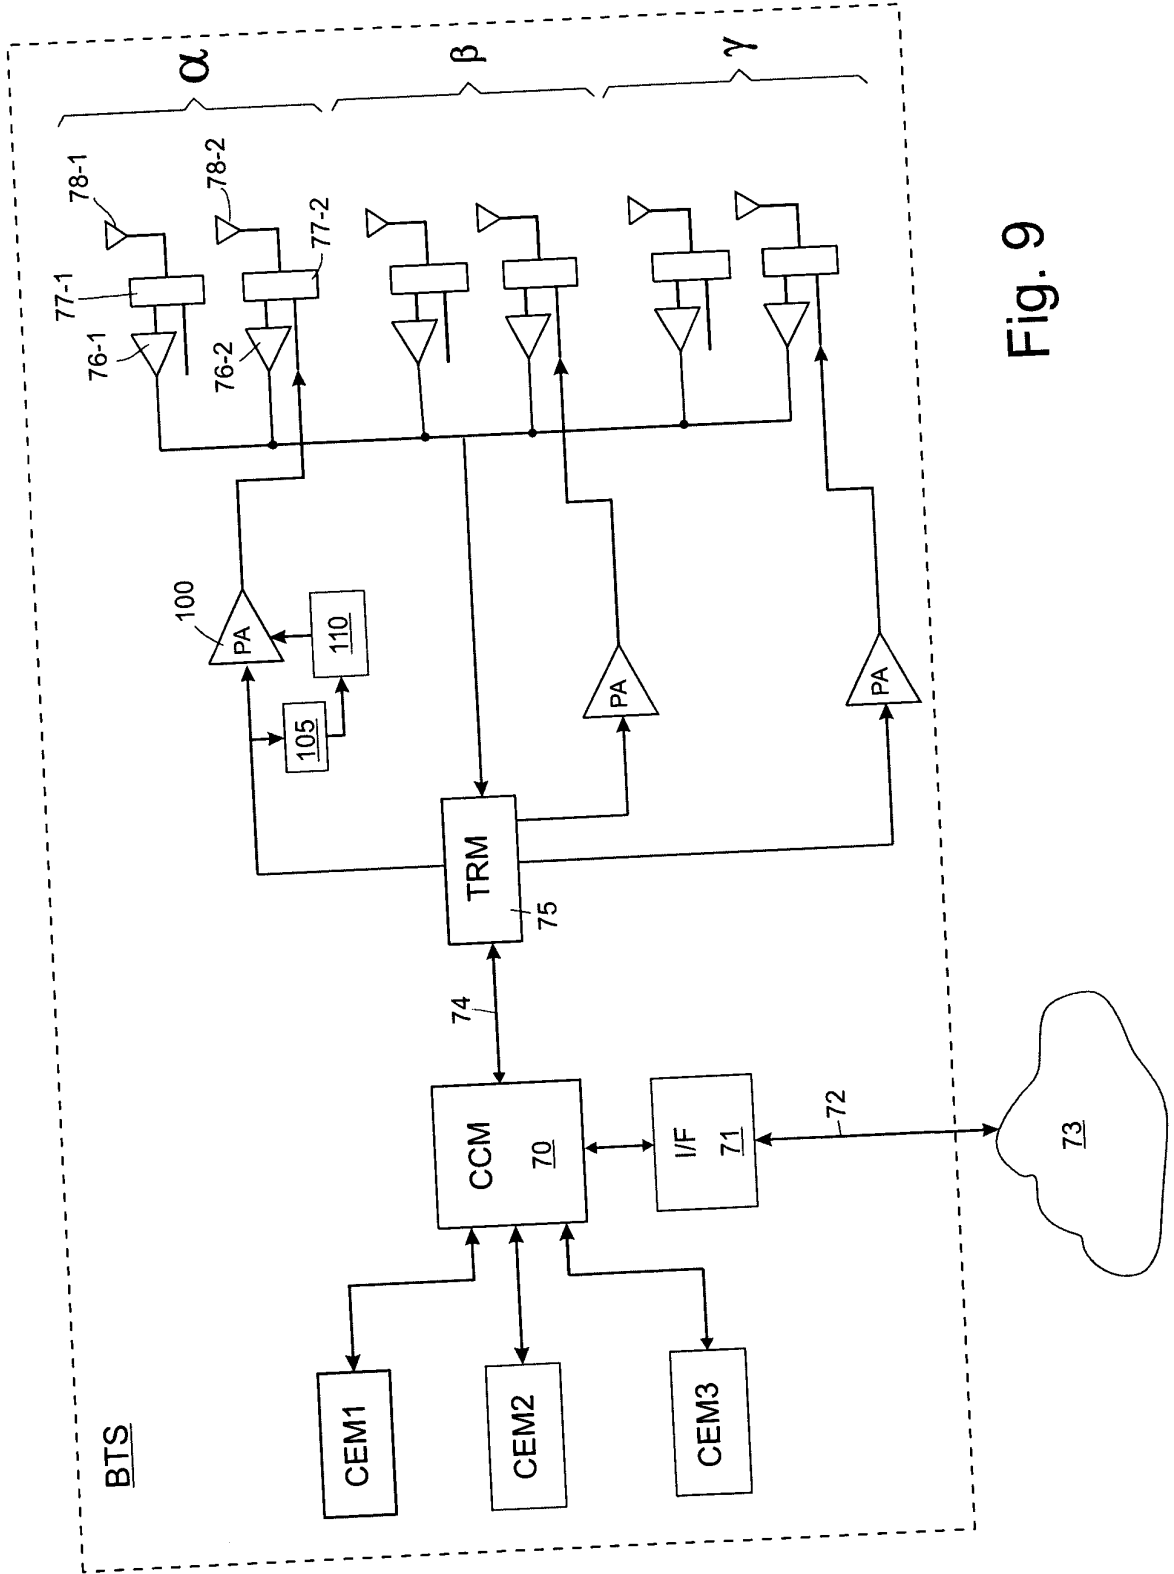 BTS
CEM1
CEM2
CEM3
CCM
70
I/F
71
72
73
74
TRM
75
105
110
100
PA
PA
PA
76-1
77-1
78-1
76-2
77-2
78-2
α
β
γ
Fig. 9